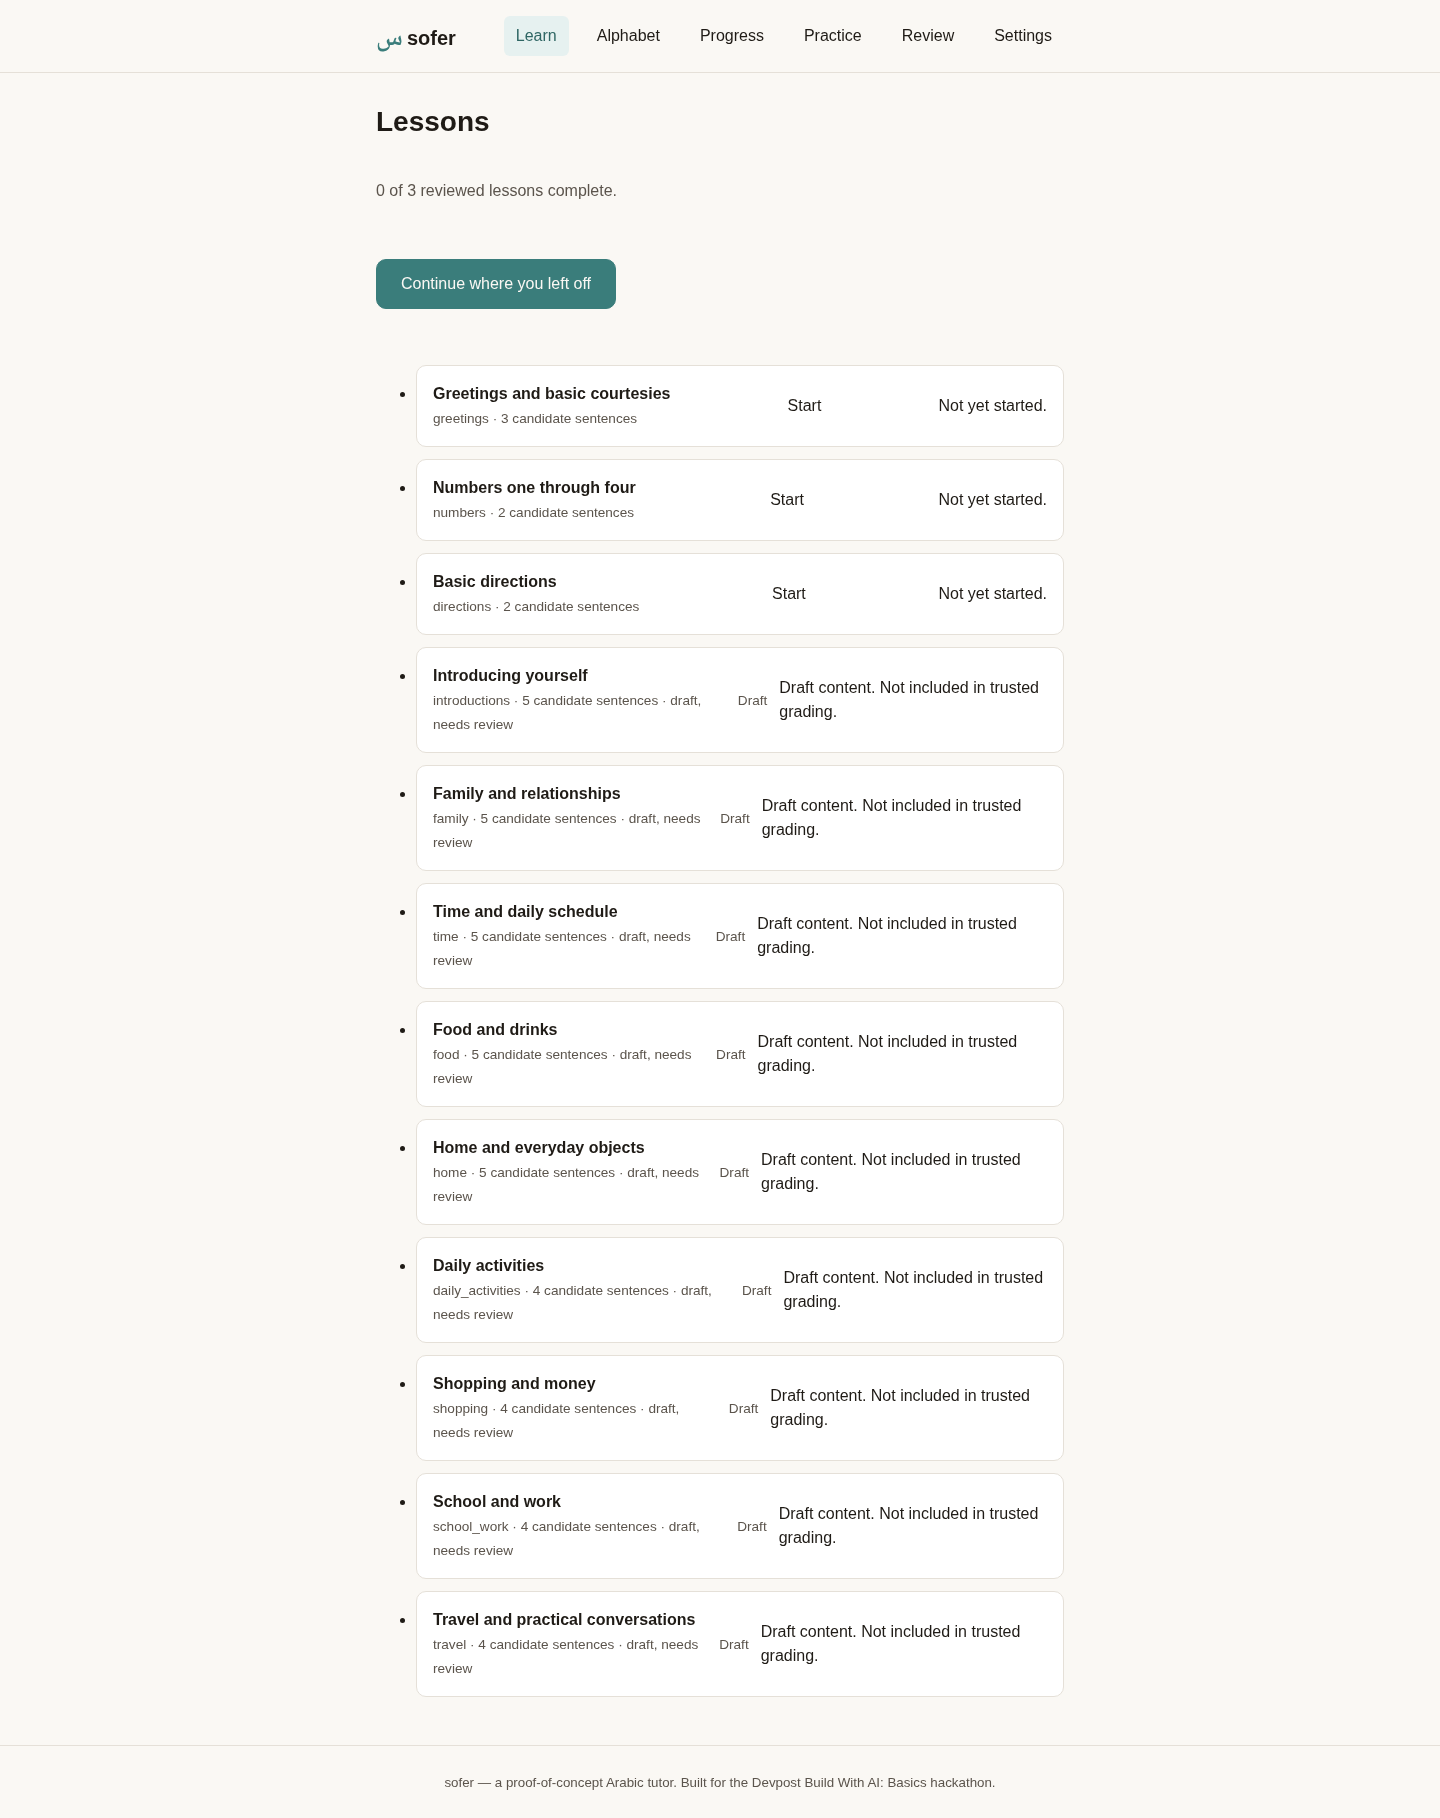 س sofer Learn Alphabet Progress Practice Review Settings
Lessons
0 of 3 reviewed lessons complete.
Continue where you left off
Greetings and basic courtesies
greetings · 3 candidate sentences
Start
Not yet started.
Numbers one through four
numbers · 2 candidate sentences
Start
Not yet started.
Basic directions
directions · 2 candidate sentences
Start
Not yet started.
Introducing yourself
introductions · 5 candidate sentences · draft,
needs review
Draft
Draft content. Not included in trusted
grading.
Family and relationships
family · 5 candidate sentences · draft, needs
review
Draft
Draft content. Not included in trusted
grading.
Time and daily schedule
time · 5 candidate sentences · draft, needs
review
Draft
Draft content. Not included in trusted
grading.
Food and drinks
food · 5 candidate sentences · draft, needs
review
Draft
Draft content. Not included in trusted
grading.
Home and everyday objects
home · 5 candidate sentences · draft, needs
review
Draft
Draft content. Not included in trusted
grading.
Daily activities
daily_activities · 4 candidate sentences · draft,
needs review
Draft
Draft content. Not included in trusted
grading.
Shopping and money
shopping · 4 candidate sentences · draft,
needs review
Draft
Draft content. Not included in trusted
grading.
School and work
school_work · 4 candidate sentences · draft,
needs review
Draft
Draft content. Not included in trusted
grading.
Travel and practical conversations
travel · 4 candidate sentences · draft, needs
review
Draft
Draft content. Not included in trusted
grading.
sofer — a proof-of-concept Arabic tutor. Built for the Devpost Build With AI: Basics hackathon.